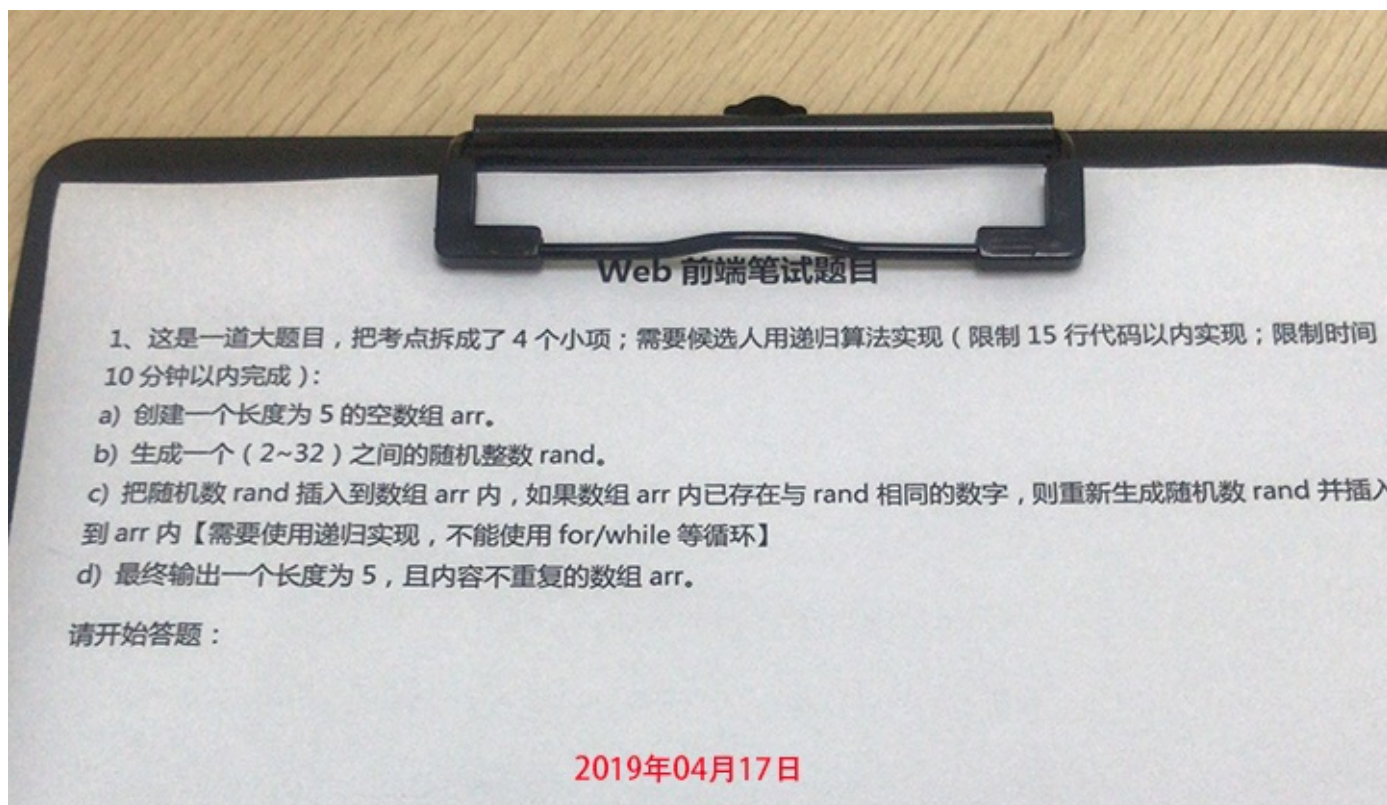 Web 前端笔试题目
1、这是一道大题目，把考点拆成了 4 个小项；需要候选人用递归算法实现（限制 15 行代码以内实现；限制时间
10 分钟以内完成）：
a) 创建一个长度为 5 的空数组 arr。
b) 生成一个（2~32）之间的随机整数 rand。
c) 把随机数 rand 插入到数组 arr 内，如果数组 arr 内已存在与 rand 相同的数字，则重新生成随机数 rand 并插入
到 arr 内【需要使用递归实现，不能使用 for/while 等循环】
d) 最终输出一个长度为 5，且内容不重复的数组 arr。
请开始答题：
2019年04月17日